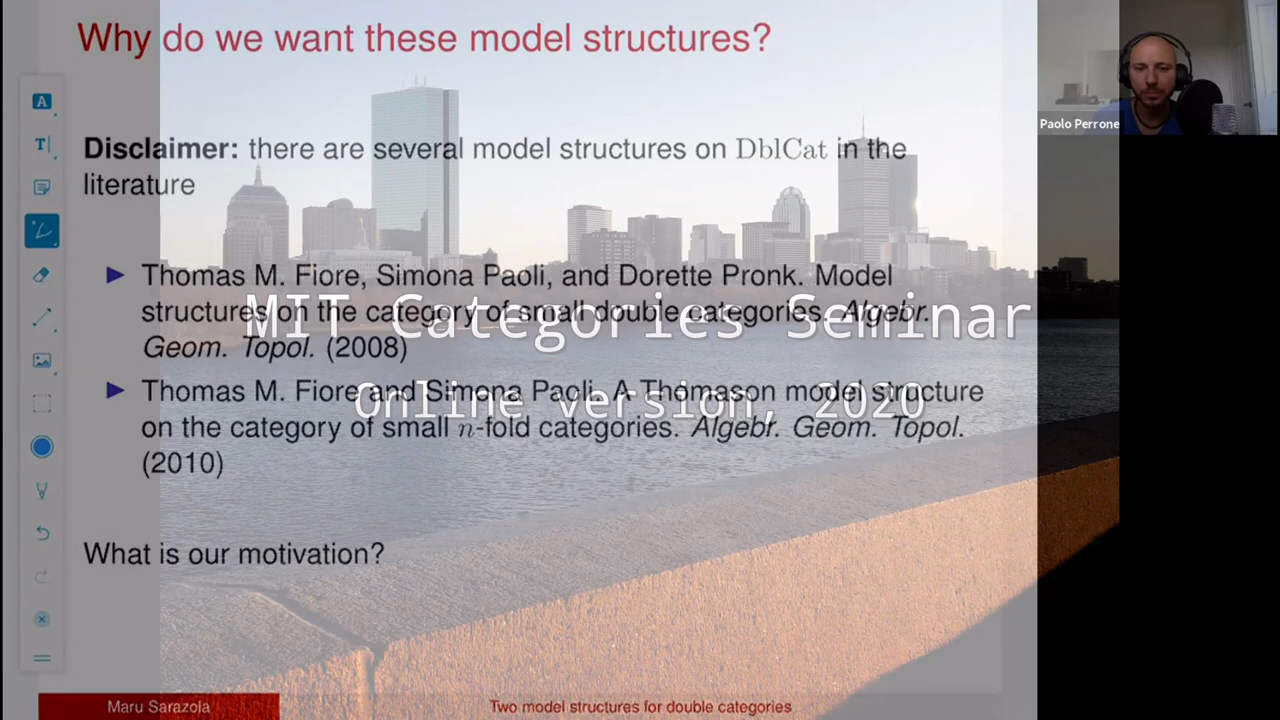 Why do we want these model structures?
Paolo Perrone
Disclaimer: there are several model structures on DblCat in the
literature
▶ Thomas M. Fiore, Simona Paoli, and Dorette Pronk. Model
structures on the category of small double categories. Algebr.
Geom. Topol. (2008)
MIT Categories Seminar
▶ Thomas M. Fiore and Simona Paoli. A Thomason model structure
on the category of small n-fold categories. Algebr. Geom. Topol.
(2010)
Online version, 2020
What is our motivation?
Maru Sarazola
Two model structures for double categories